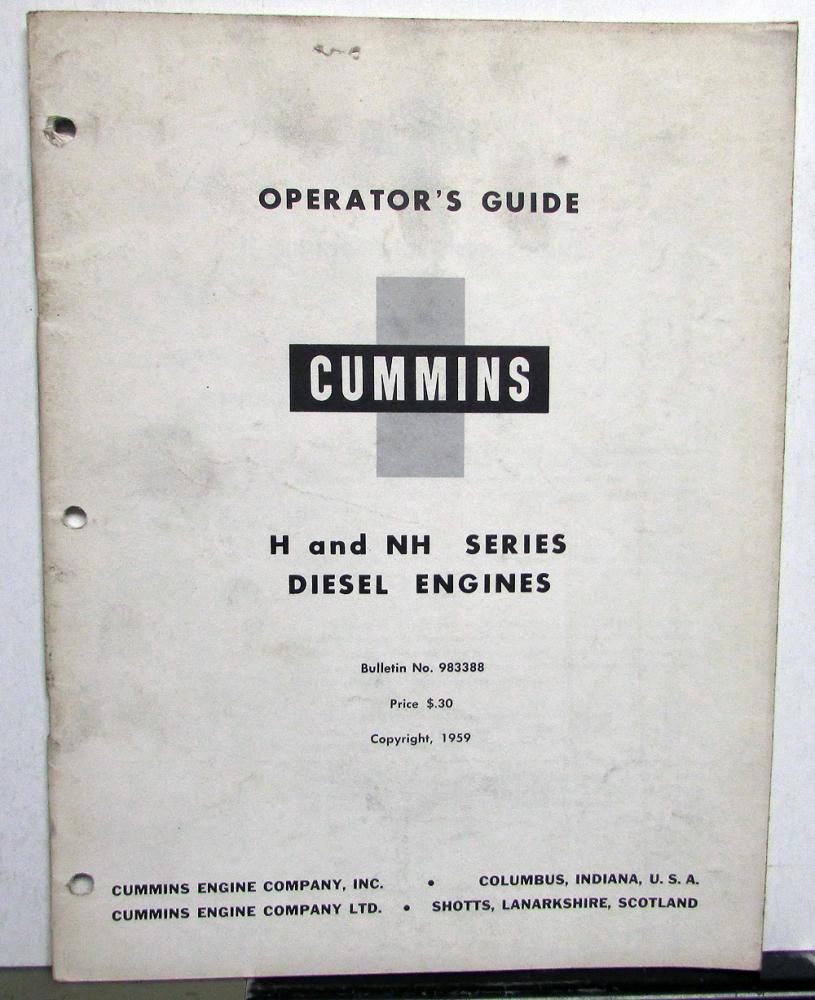 OPERATOR'S GUIDE
CUMMINS
H and NH SERIES
DIESEL ENGINES
Bulletin No. 983388
Price $.30
Copyright, 1959
CUMMINS ENGINE COMPANY, INC. • COLUMBUS, INDIANA, U. S. A.
CUMMINS ENGINE COMPANY LTD. • SHOTTS, LANARKSHIRE, SCOTLAND